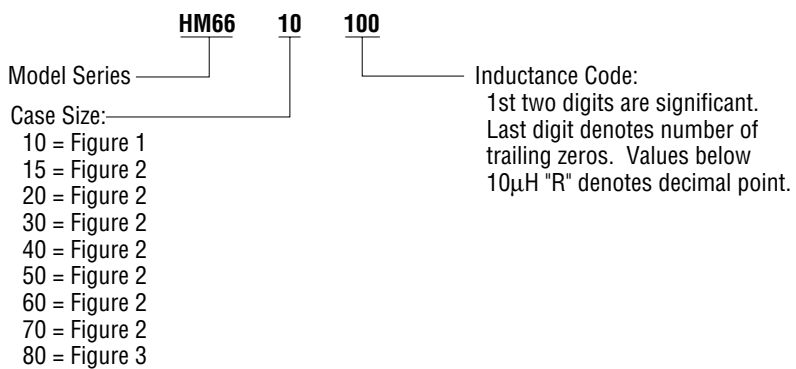 HM66 10 100
Model Series
Case Size:
10 = Figure 1
15 = Figure 2
20 = Figure 2
30 = Figure 2
40 = Figure 2
50 = Figure 2
60 = Figure 2
70 = Figure 2
80 = Figure 3
Inductance Code:
1st two digits are significant.
Last digit denotes number of
trailing zeros. Values below
10µH "R" denotes decimal point.